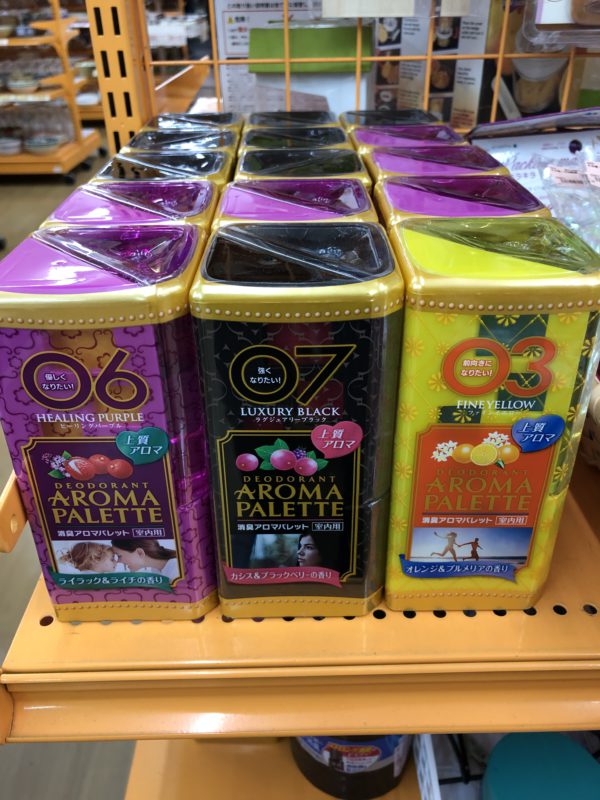 優しく
なりたい!
06
HEALING PURPLE
ヒーリングパープル
上質
アロマ
DEODORANT
AROMA
PALETTE
消臭アロマパレット 室内用
ライラック&ライチの香り
強く
なりたい!
07
LUXURY BLACK
ラグジュアリーブラック
上質
アロマ
DEODORANT
AROMA
PALETTE
消臭アロマパレット 室内用
カシス&ブラックベリーの香り
前向きに
なりたい!
03
FINE YELLOW
上質
アロマ
DEODORANT
AROMA
PALETTE
消臭アロマパレット 室内用
オレンジ&プルメリアの香り